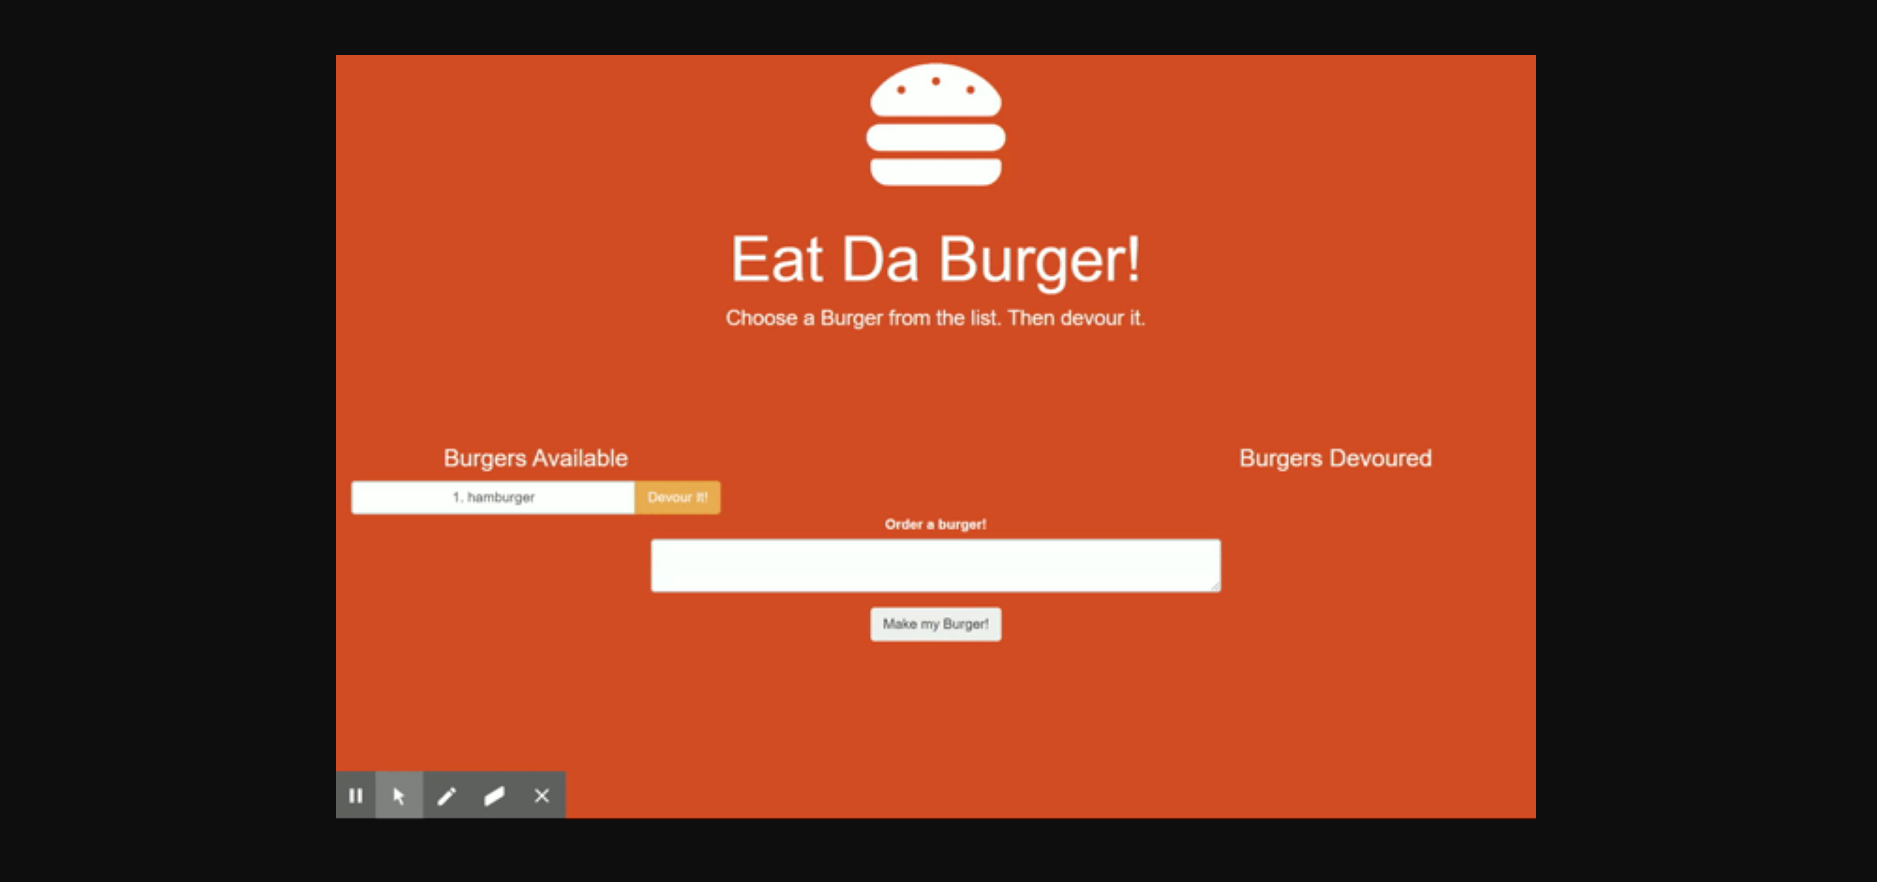 Eat Da Burger!
Choose a Burger from the list. Then devour it.
Burgers Available
Burgers Devoured
1. hamburger
Devour It!
Order a burger!
Make my Burger!